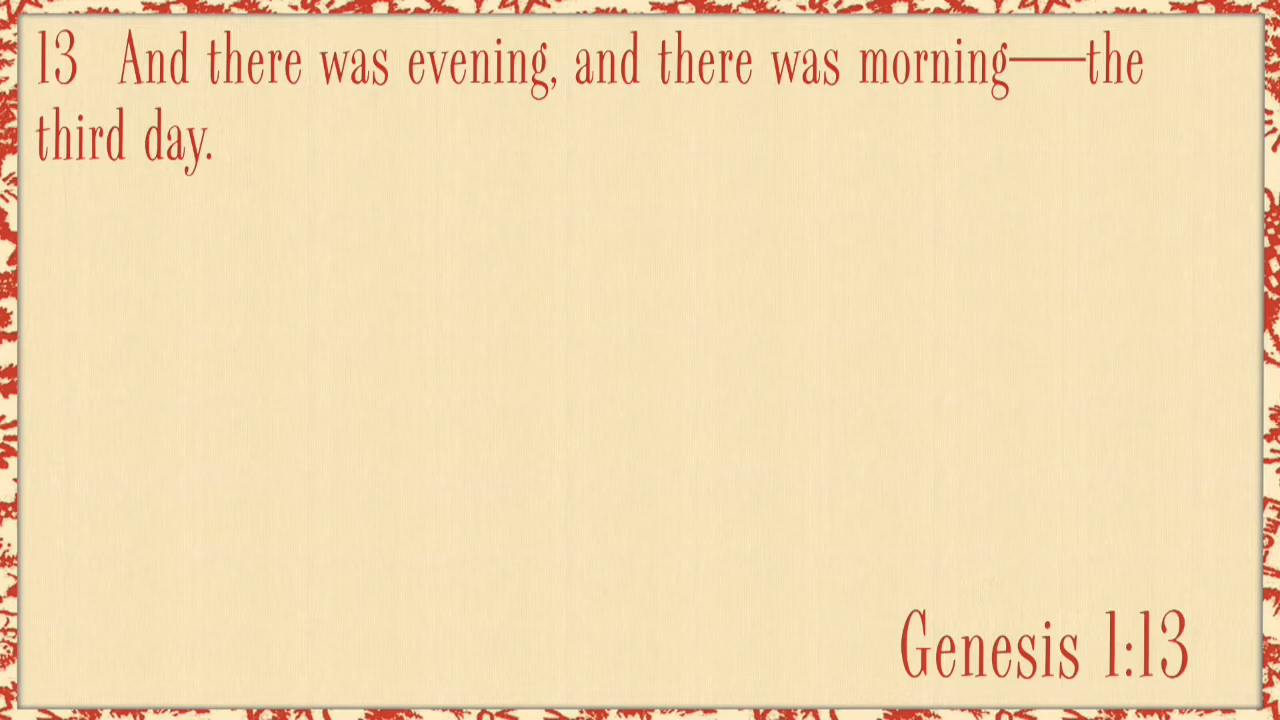 13 And there was evening, and there was morning—the
third day.
Genesis 1:13